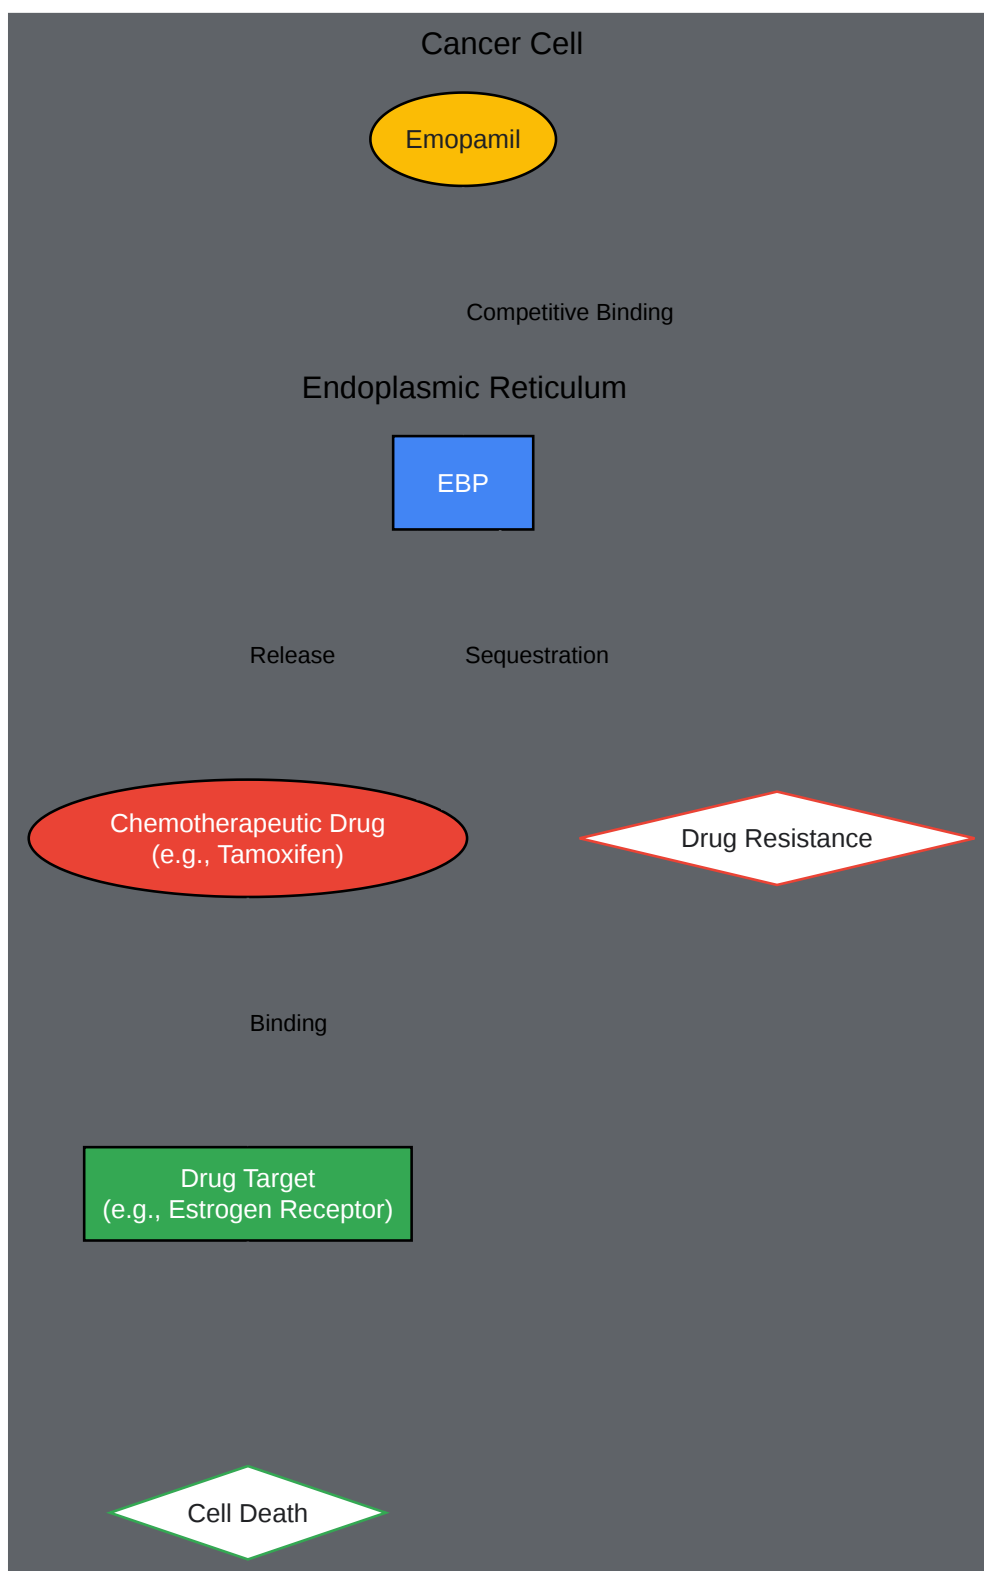 Cancer Cell
Emopamil
Competitive Binding
Endoplasmic Reticulum
EBP
Release
Sequestration
Chemotherapeutic Drug
(e.g., Tamoxifen)
Drug Resistance
Binding
Drug Target
(e.g., Estrogen Receptor)
Cell Death